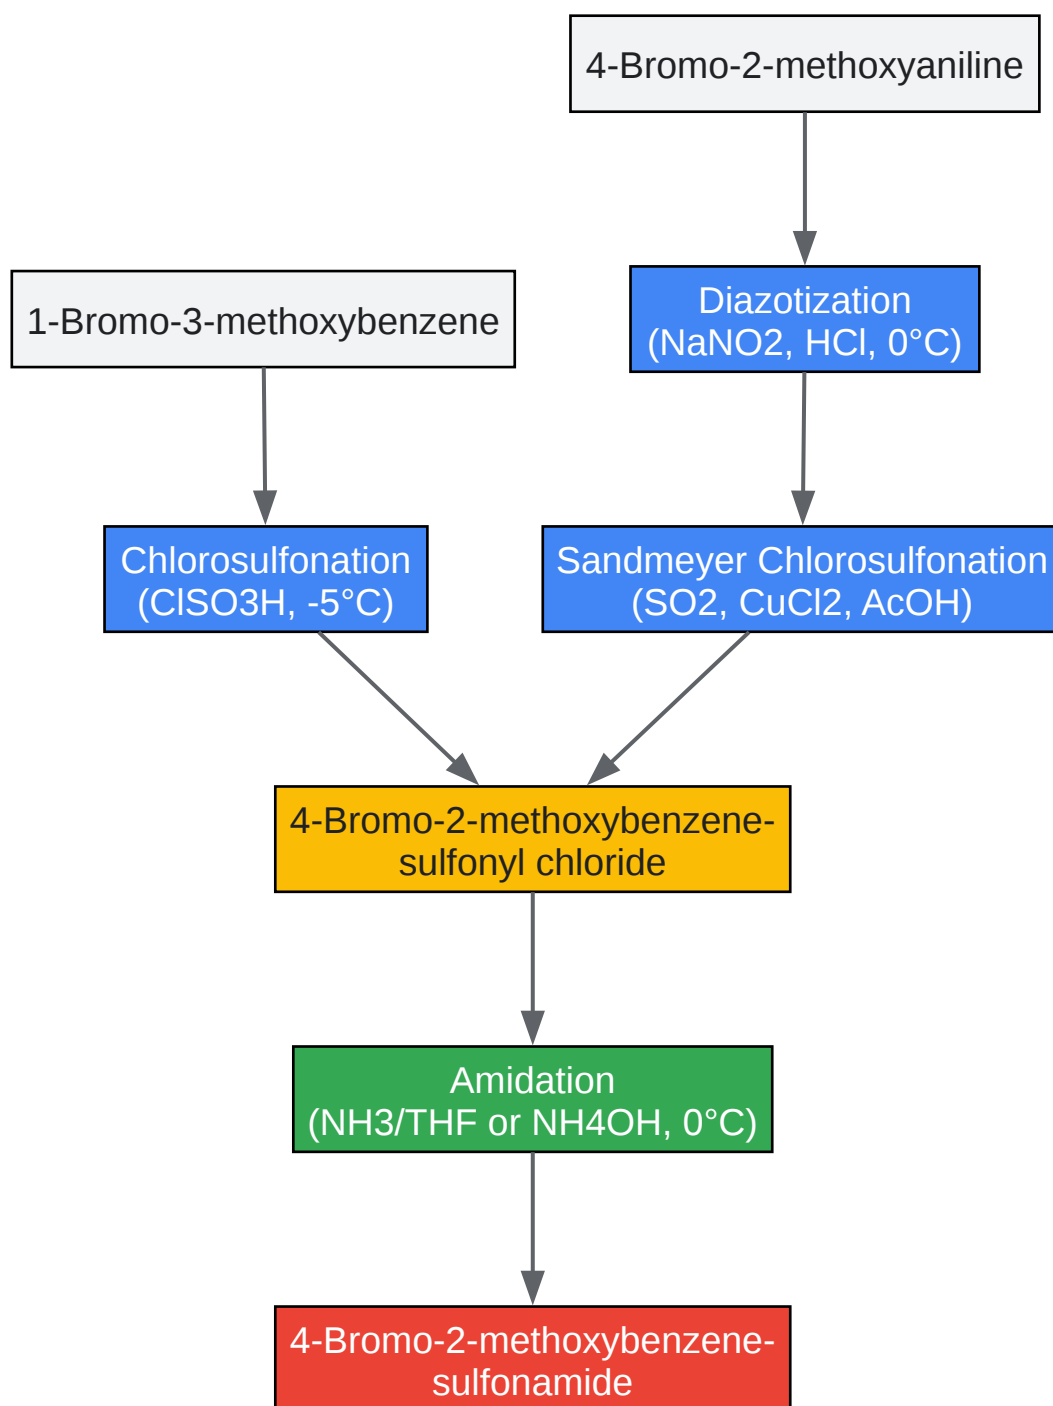 4-Bromo-2-methoxyaniline
Diazotization
(NaNO2, HCl, 0°C)
1-Bromo-3-methoxybenzene
Chlorosulfonation
(ClSO3H, -5°C)
Sandmeyer Chlorosulfonation
(SO2, CuCl2, AcOH)
4-Bromo-2-methoxybenzene-
sulfonyl chloride
Amidation
(NH3/THF or NH4OH, 0°C)
4-Bromo-2-methoxybenzene-
sulfonamide